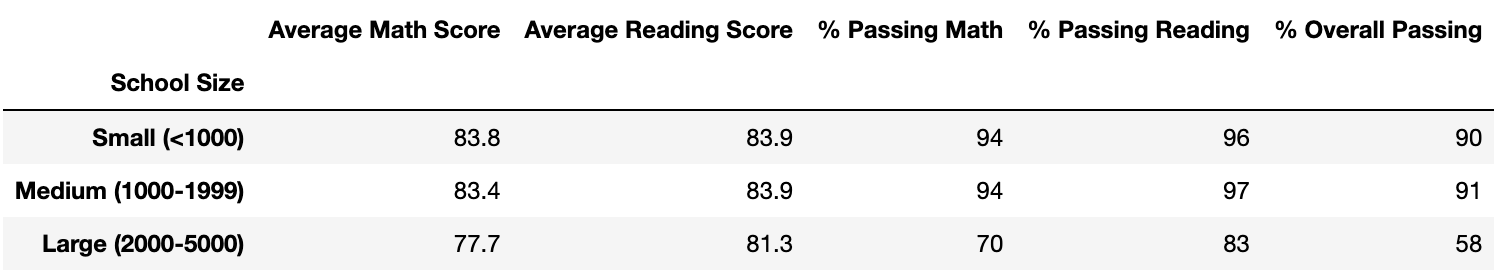 Average Math Score Average Reading Score % Passing Math % Passing Reading % Overall Passing
School Size
Small (<1000) 83.8 83.9 94 96 90
Medium (1000-1999) 83.4 83.9 94 97 91
Large (2000-5000) 77.7 81.3 70 83 58